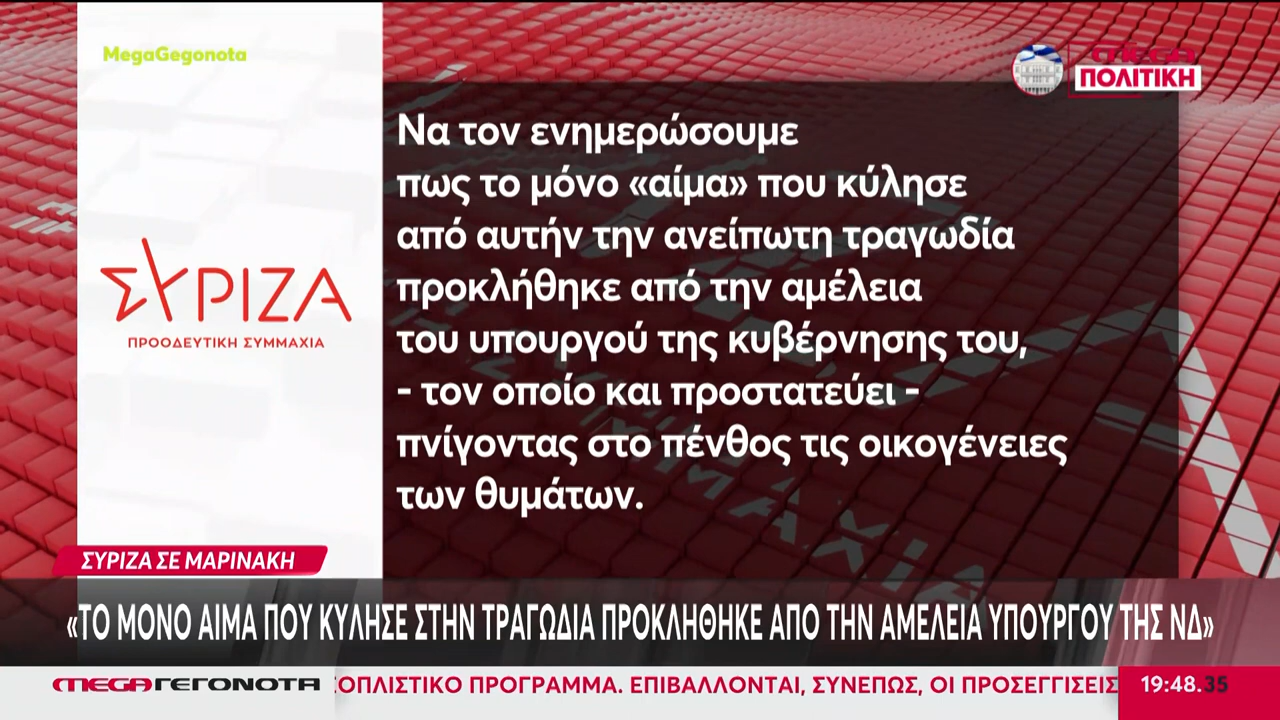 MegaGegonota
MEGA
ΠΟΛΙΤΙΚΗ
Να τον ενημερώσουμε
πως το μόνο «αίμα» που κύλησε
από αυτήν την ανείπωτη τραγωδία
προκλήθηκε από την αμέλεια
του υπουργού της κυβέρνησης του,
- τον οποίο και προστατεύει -
πνίγοντας στο πένθος τις οικογένειες
των θυμάτων.
ΣΥΡΙΖΑ
ΠΡΟΟΔΕΥΤΙΚΗ ΣΥΜΜΑΧΙΑ
ΣΥΡΙΖΑ ΣΕ ΜΑΡΙΝΑΚΗ
«ΤΟ ΜΟΝΟ ΑΙΜΑ ΠΟΥ ΚΥΛΗΣΕ ΣΤΗΝ ΤΡΑΓΩΔΙΑ ΠΡΟΚΛΗΘΗΚΕ ΑΠΟ ΤΗΝ ΑΜΕΛΕΙΑ ΥΠΟΥΡΓΟΥ ΤΗΣ ΝΔ»
MEGA ΓΕΓΟΝΟΤΑ
ΟΠΛΙΣΤΙΚΟ ΠΡΟΓΡΑΜΜΑ. ΕΠΙΒΑΛΛΟΝΤΑΙ, ΣΥΝΕΠΩΣ, ΟΙ ΠΡΟΣΕΓΓΙΣΕΙΣ
19:48.35